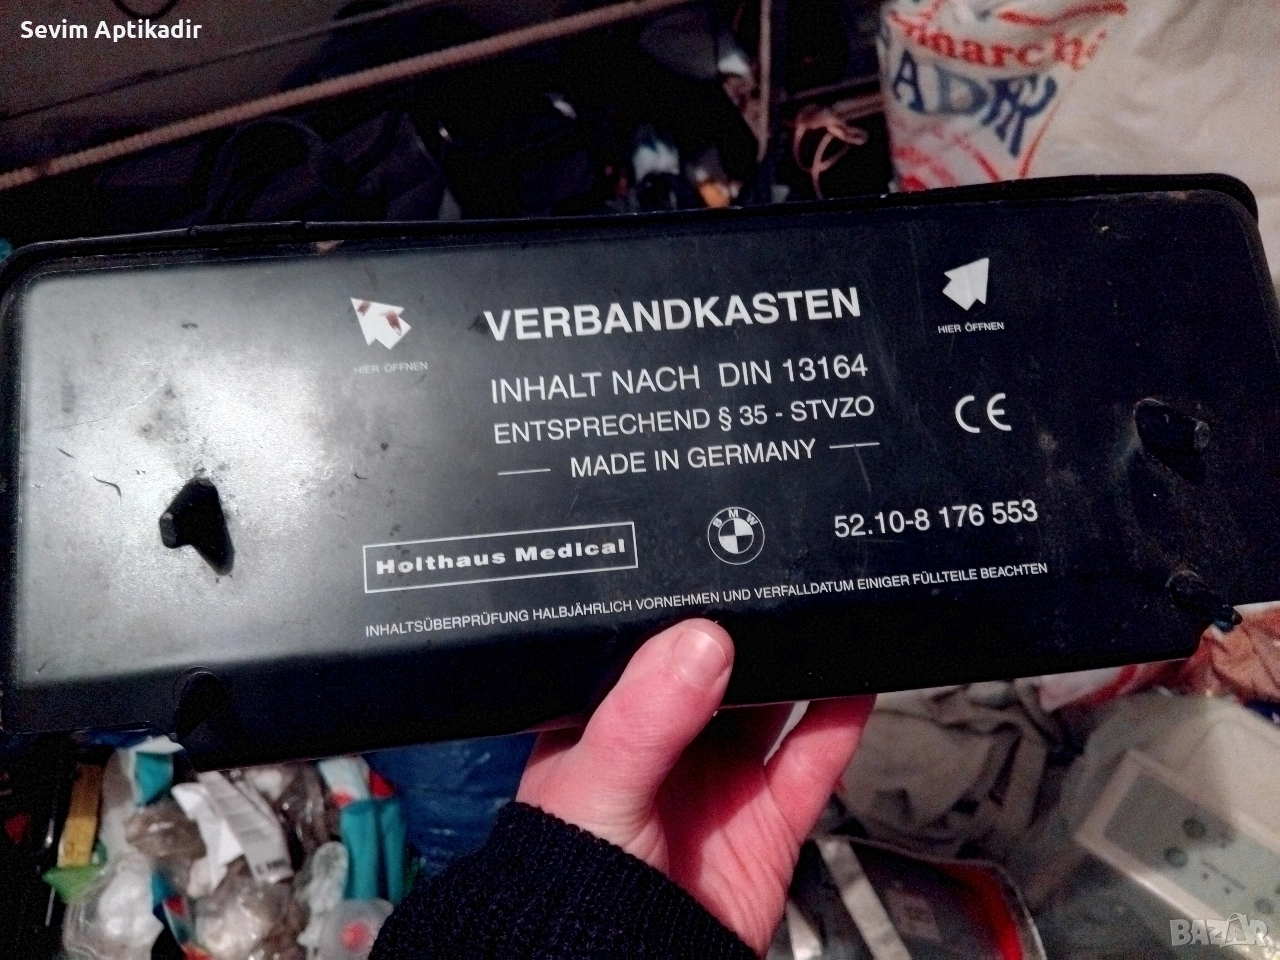 Sevim Aptikadir
VERBANDKASTEN
HIER ÖFFNEN
HIER ÖFFNEN
INHALT NACH DIN 13164
ENTSPRECHEND § 35 - STVZO
MADE IN GERMANY
CE
Holthaus Medical
BMW
52.10-8 176 553
INHALTSÜBERPRÜFUNG HALBJÄHRLICH VORNEHMEN UND VERFALLDATUM EINIGER FÜLLTEILE BEACHTEN
BAZAR